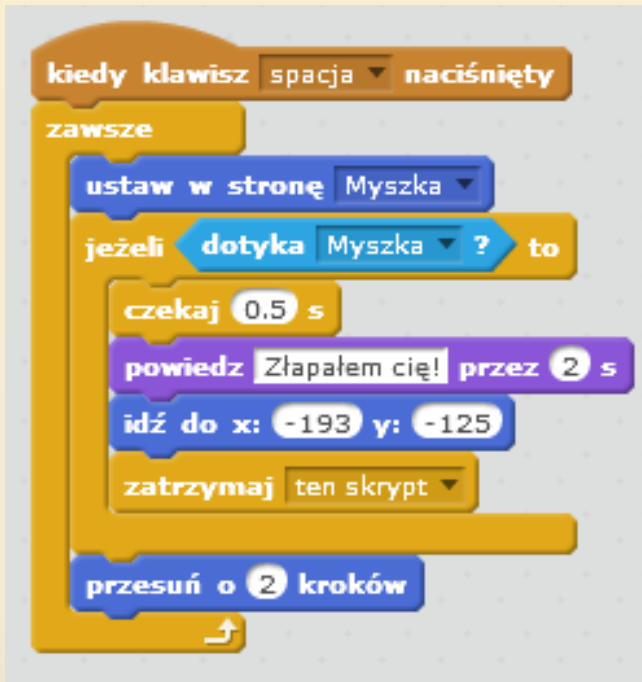 kiedy klawisz spacja naciśnięty
zawsze
ustaw w stronę Myszka
jeżeli dotyka Myszka ? to
czekaj 0.5 s
powiedz Złapałem cię! przez 2 s
idź do x: -193 y: -125
zatrzymaj ten skrypt
przesuń o 2 kroków